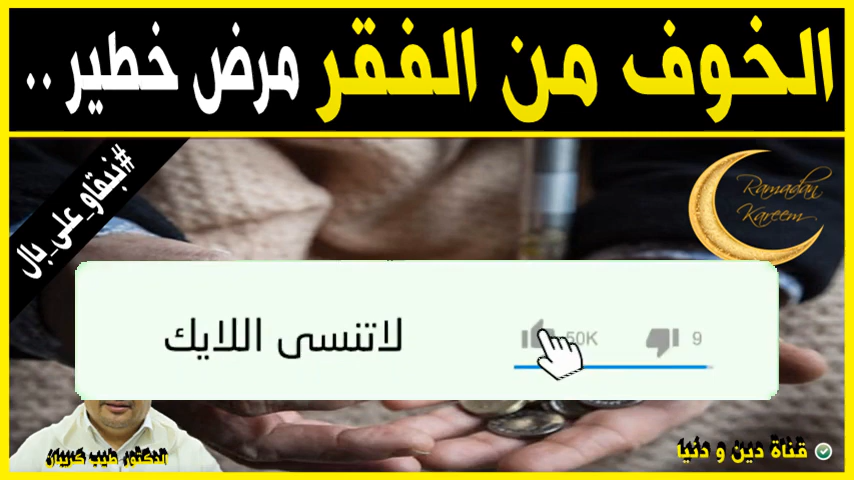 الخوف من الفقر مرض خطير ..
#نبقاو_على_بال
Ramadan
Kareem
لاتنسى اللايك
50K
9
الدكتور طيب كريبان
قناة دين و دنيا